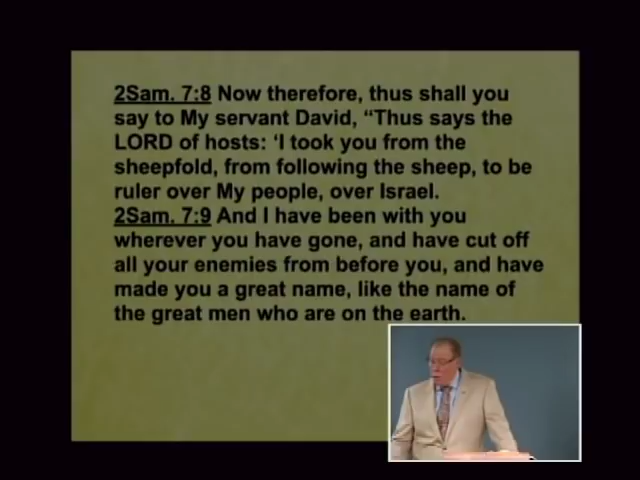 2Sam. 7:8 Now therefore, thus shall you
say to My servant David, “Thus says the
LORD of hosts: ‘I took you from the
sheepfold, from following the sheep, to be
ruler over My people, over Israel.
2Sam. 7:9 And I have been with you
wherever you have gone, and have cut off
all your enemies from before you, and have
made you a great name, like the name of
the great men who are on the earth.